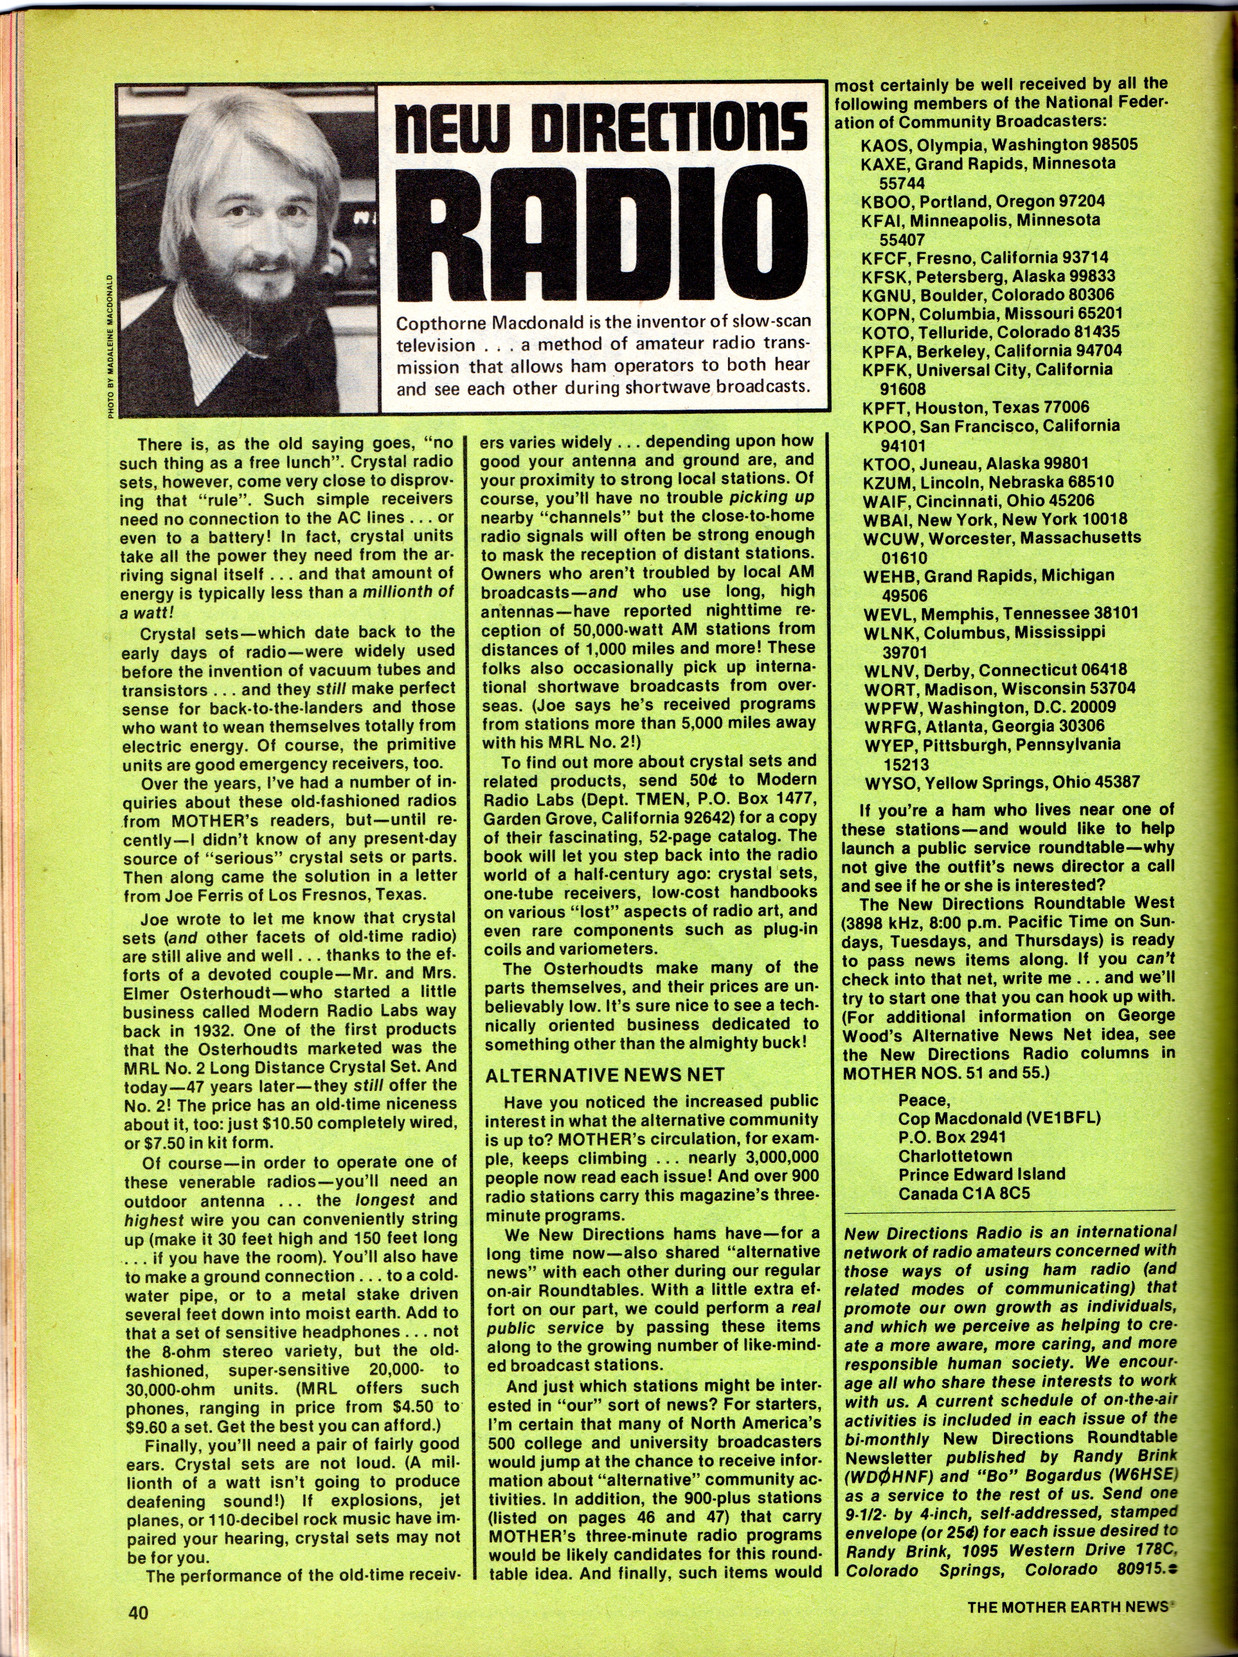 NEW DIRECTIONS
RADIO
Copthorne Macdonald is the inventor of slow-scan
television . . . a method of amateur radio trans-
mission that allows ham operators to both hear
and see each other during shortwave broadcasts.
PHOTO BY MADALEINE MACDONALD
There is, as the old saying goes, “no
such thing as a free lunch”. Crystal radio
sets, however, come very close to disprov-
ing that “rule”. Such simple receivers
need no connection to the AC lines . . . or
even to a battery! In fact, crystal units
take all the power they need from the ar-
riving signal itself . . . and that amount of
energy is typically less than a millionth of
a watt!
Crystal sets—which date back to the
early days of radio—were widely used
before the invention of vacuum tubes and
transistors . . . and they still make perfect
sense for back-to-the-landers and those
who want to wean themselves totally from
electric energy. Of course, the primitive
units are good emergency receivers, too.
Over the years, I've had a number of in-
quiries about these old-fashioned radios
from MOTHER's readers, but—until re-
cently—I didn't know of any present-day
source of “serious” crystal sets or parts.
Then along came the solution in a letter
from Joe Ferris of Los Fresnos, Texas.
Joe wrote to let me know that crystal
sets (and other facets of old-time radio)
are still alive and well . . . thanks to the ef-
forts of a devoted couple—Mr. and Mrs.
Elmer Osterhoudt—who started a little
business called Modern Radio Labs way
back in 1932. One of the first products
that the Osterhoudts marketed was the
MRL No. 2 Long Distance Crystal Set. And
today—47 years later—they still offer the
No. 2! The price has an old-time niceness
about it, too: just $10.50 completely wired,
or $7.50 in kit form.
Of course—in order to operate one of
these venerable radios—you'll need an
outdoor antenna . . . the longest and
highest wire you can conveniently string
up (make it 30 feet high and 150 feet long
. . . if you have the room). You'll also have
to make a ground connection . . . to a cold-
water pipe, or to a metal stake driven
several feet down into moist earth. Add to
that a set of sensitive headphones . . . not
the 8-ohm stereo variety, but the old-
fashioned, super-sensitive 20,000- to
30,000-ohm units. (MRL offers such
phones, ranging in price from $4.50 to
$9.60 a set. Get the best you can afford.)
Finally, you'll need a pair of fairly good
ears. Crystal sets are not loud. (A mil-
lionth of a watt isn't going to produce
deafening sound!) If explosions, jet
planes, or 110-decibel rock music have im-
paired your hearing, crystal sets may not
be for you.
The performance of the old-time receiv-
ers varies widely . . . depending upon how
good your antenna and ground are, and
your proximity to strong local stations. Of
course, you'll have no trouble picking up
nearby “channels” but the close-to-home
radio signals will often be strong enough
to mask the reception of distant stations.
Owners who aren't troubled by local AM
broadcasts—and who use long, high
antennas—have reported nighttime re-
ception of 50,000-watt AM stations from
distances of 1,000 miles and more! These
folks also occasionally pick up interna-
tional shortwave broadcasts from over-
seas. (Joe says he's received programs
from stations more than 5,000 miles away
with his MRL No. 2!)
To find out more about crystal sets and
related products, send 50¢ to Modern
Radio Labs (Dept. TMEN, P.O. Box 1477,
Garden Grove, California 92642) for a copy
of their fascinating, 52-page catalog. The
book will let you step back into the radio
world of a half-century ago: crystal sets,
one-tube receivers, low-cost handbooks
on various “lost” aspects of radio art, and
even rare components such as plug-in
coils and variometers.
The Osterhoudts make many of the
parts themselves, and their prices are un-
believably low. It's sure nice to see a tech-
nically oriented business dedicated to
something other than the almighty buck!
ALTERNATIVE NEWS NET
Have you noticed the increased public
interest in what the alternative community
is up to? MOTHER's circulation, for exam-
ple, keeps climbing . . . nearly 3,000,000
people now read each issue! And over 900
radio stations carry this magazine's three-
minute programs.
We New Directions hams have—for a
long time now—also shared “alternative
news” with each other during our regular
on-air Roundtables. With a little extra ef-
fort on our part, we could perform a real
public service by passing these items
along to the growing number of like-mind-
ed broadcast stations.
And just which stations might be inter-
ested in “our” sort of news? For starters,
I'm certain that many of North America's
500 college and university broadcasters
would jump at the chance to receive infor-
mation about “alternative” community ac-
tivities. In addition, the 900-plus stations
(listed on pages 46 and 47) that carry
MOTHER's three-minute radio programs
would be likely candidates for this round-
table idea. And finally, such items would
most certainly be well received by all the
following members of the National Feder-
ation of Community Broadcasters:
KAOS, Olympia, Washington 98505
KAXE, Grand Rapids, Minnesota
55744
KBOO, Portland, Oregon 97204
KFAI, Minneapolis, Minnesota
55407
KFCF, Fresno, California 93714
KFSK, Petersberg, Alaska 99833
KGNU, Boulder, Colorado 80306
KOPN, Columbia, Missouri 65201
KOTO, Telluride, Colorado 81435
KPFA, Berkeley, California 94704
KPFK, Universal City, California
91608
KPFT, Houston, Texas 77006
KPOO, San Francisco, California
94101
KTOO, Juneau, Alaska 99801
KZUM, Lincoln, Nebraska 68510
WAIF, Cincinnati, Ohio 45206
WBAI, New York, New York 10018
WCUW, Worcester, Massachusetts
01610
WEHB, Grand Rapids, Michigan
49506
WEVL, Memphis, Tennessee 38101
WLNK, Columbus, Mississippi
39701
WLNV, Derby, Connecticut 06418
WORT, Madison, Wisconsin 53704
WPFW, Washington, D.C. 20009
WRFG, Atlanta, Georgia 30306
WYEP, Pittsburgh, Pennsylvania
15213
WYSO, Yellow Springs, Ohio 45387
If you're a ham who lives near one of
these stations—and would like to help
launch a public service roundtable—why
not give the outfit's news director a call
and see if he or she is interested?
The New Directions Roundtable West
(3898 kHz, 8:00 p.m. Pacific Time on Sun-
days, Tuesdays, and Thursdays) is ready
to pass news items along. If you can't
check into that net, write me . . . and we'll
try to start one that you can hook up with.
(For additional information on George
Wood's Alternative News Net idea, see
the New Directions Radio columns in
MOTHER NOS. 51 and 55.)
Peace,
Cop Macdonald (VE1BFL)
P.O. Box 2941
Charlottetown
Prince Edward Island
Canada C1A 8C5
New Directions Radio is an international
network of radio amateurs concerned with
those ways of using ham radio (and
related modes of communicating) that
promote our own growth as individuals,
and which we perceive as helping to cre-
ate a more aware, more caring, and more
responsible human society. We encour-
age all who share these interests to work
with us. A current schedule of on-the-air
activities is included in each issue of the
bi-monthly New Directions Roundtable
Newsletter published by Randy Brink
(WDØHNF) and “Bo” Bogardus (W6HSE)
as a service to the rest of us. Send one
9-1/2- by 4-inch, self-addressed, stamped
envelope (or 25¢) for each issue desired to
Randy Brink, 1095 Western Drive 178C,
Colorado Springs, Colorado 80915.
40
THE MOTHER EARTH NEWS®